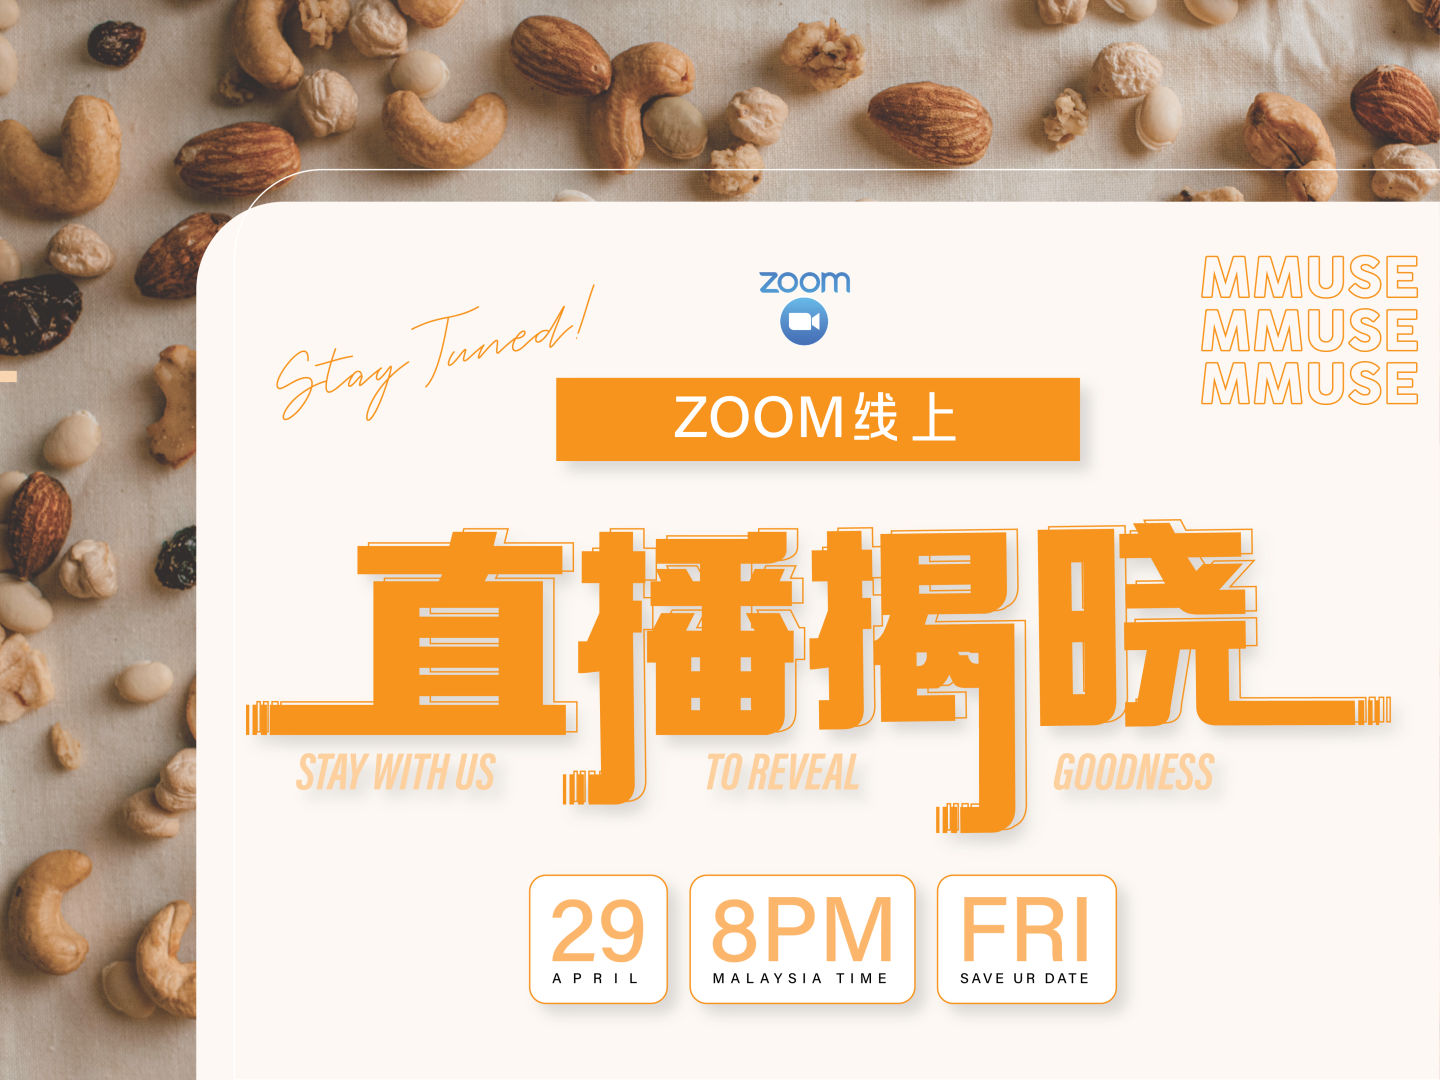 zoom
MMUSE
MMUSE
MMUSE
Stay Tuned!
ZOOM线上
直播揭晓
STAY WITH US TO REVEAL GOODNESS
29 8PM FRI
APRIL MALAYSIA TIME SAVE UR DATE